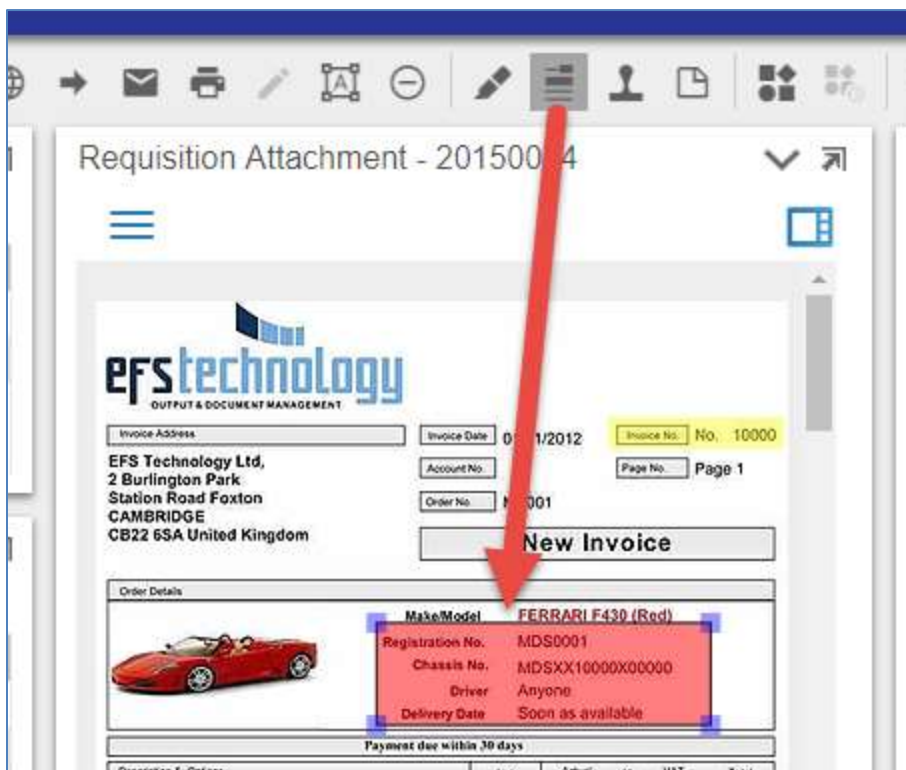 Requisition Attachment - 20150 4
efstechnology
OUTPUT & DOCUMENT MANAGEMENT
Invoice Address
Invoice Date 1/2012
Invoice No. No. 10000
EFS Technology Ltd,
2 Burlington Park
Station Road Foxton
CAMBRIDGE
CB22 6SA United Kingdom
Account No.
Page No. Page 1
Order No. 001
New Invoice
Order Details
Make/Model FERRARI F430 (Red)
Registration No. MDS0001
Chassis No. MDSXX10000X00000
Driver Anyone
Delivery Date Soon as available
Payment due within 30 days